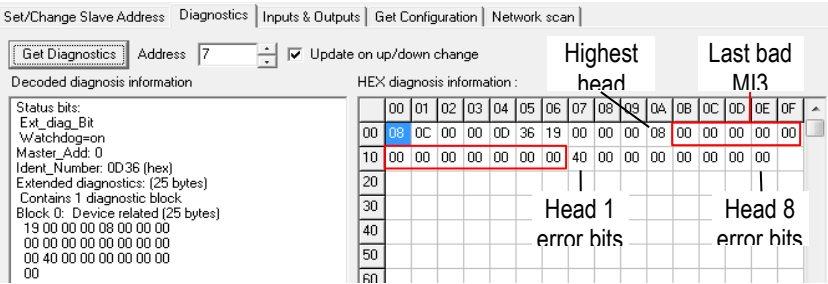 Set/Change Slave Address Diagnostics Inputs & Outputs Get Configuration Network scan
Get Diagnostics Address 7 Update on up/down change
Highest head
Last bad MI3
Decoded diagnosis information
HEX diagnosis information :
Status bits:
Ext_diag_Bit
Watchdog=on
Master_Add: 0
Ident_Number: 0D36 (hex)
Extended diagnostics: (25 bytes)
Contains 1 diagnostic block
Block 0: Device related (25 bytes)
19 00 00 00 08 00 00 00
00 00 00 00 00 00 00 00
00 40 00 00 00 00 00 00
00
00 01 02 03 04 05 06 07 08 09 0A 0B 0C 0D 0E 0F
00 08 0C 00 00 0D 36 19 00 00 00 08 00 00 00 00 00
10 00 00 00 00 00 00 00 40 00 00 00 00 00 00 00
20
30
40
50
60
Head 1
error bits
Head 8
error bits